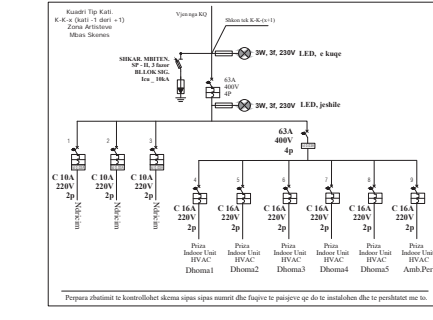 Kuadri Tip Kati.
K-K-x (kati -1 deri +1)
Zona Artisteve
Mbas Skenes
Vjen nga KQ
Shkon tek K-K-(x+1)
3W, 3f, 230V LED, e kuqe
SHKAR. MBITEN.
SP - II, 3 fazor
BLLOK SIG.
Icu _ 10kA
63A
400V
4P
3W, 3f, 230V LED, jeshile
63A
400V
4p
1 2 3
C 10A C 10A C 10A
220V 220V 220V
2p 2p 2p
Ndricim Ndricim Ndricim
4 5 6 7 8 9
C 16A C 16A C 16A C 16A C 16A C 16A
220V 220V 220V 220V 220V 220V
2p 2p 2p 2p 2p 2p
Priza Priza Priza Priza Priza Priza
Indoor Unit Indoor Unit Indoor Unit Indoor Unit Indoor Unit Indoor Unit
HVAC HVAC HVAC HVAC HVAC HVAC
Dhoma1 Dhoma2 Dhoma3 Dhoma4 Dhoma5 Amb.Per.
Perpara zbatimit te kontrollohet skema sipas sipas numrit dhe fuqive te paisjeve qe do te instalohen dhe te pershtatet me to.